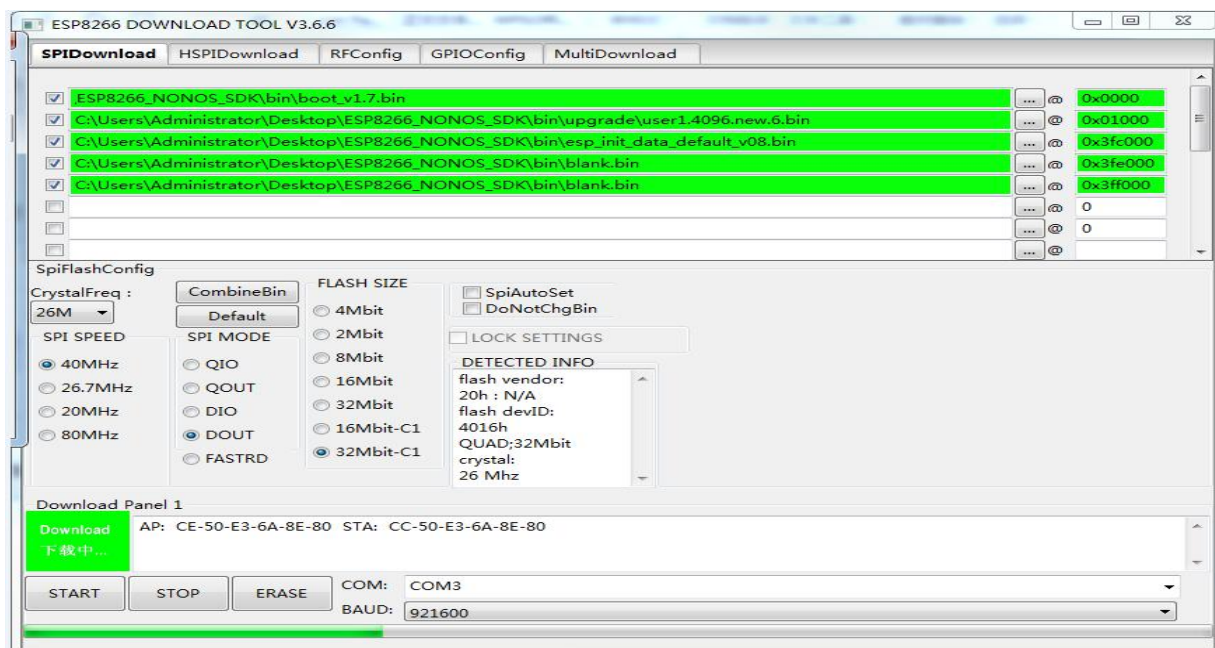 ESP8266 DOWNLOAD TOOL V3.6.6
SPIDownload HSPIDownload RFConfig GPIOConfig MultiDownload
ESP8266_NONOS_SDK\bin\boot_v1.7.bin ... @ 0x0000
C:\Users\Administrator\Desktop\ESP8266_NONOS_SDK\bin\upgrade\user1.4096.new.6.bin ... @ 0x01000
C:\Users\Administrator\Desktop\ESP8266_NONOS_SDK\bin\esp_init_data_default_v08.bin ... @ 0x3fc000
C:\Users\Administrator\Desktop\ESP8266_NONOS_SDK\bin\blank.bin ... @ 0x3fe000
C:\Users\Administrator\Desktop\ESP8266_NONOS_SDK\bin\blank.bin ... @ 0x3ff000
... @ 0
... @ 0
... @
SpiFlashConfig
CrystalFreq :
26M
CombineBin
Default
SPI SPEED
40MHz
26.7MHz
20MHz
80MHz
SPI MODE
QIO
QOUT
DIO
DOUT
FASTRD
FLASH SIZE
4Mbit
2Mbit
8Mbit
16Mbit
32Mbit
16Mbit-C1
32Mbit-C1
SpiAutoSet
DoNotChgBin
LOCK SETTINGS
DETECTED INFO
flash vendor:
20h : N/A
flash devID:
4016h
QUAD;32Mbit
crystal:
26 Mhz
Download Panel 1
Download
下载中...
AP: CE-50-E3-6A-8E-80 STA: CC-50-E3-6A-8E-80
START STOP ERASE
COM: COM3
BAUD: 921600